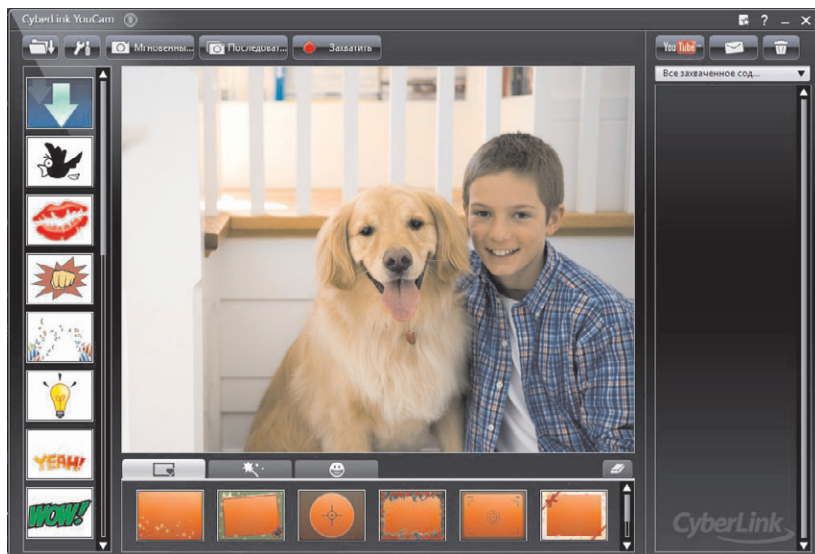 CyberLink YouCam
?
Мгновенны...
Последоват...
Захватить
You Tube
Все захваченное сод...
YEAH!
WOW!
CyberLink